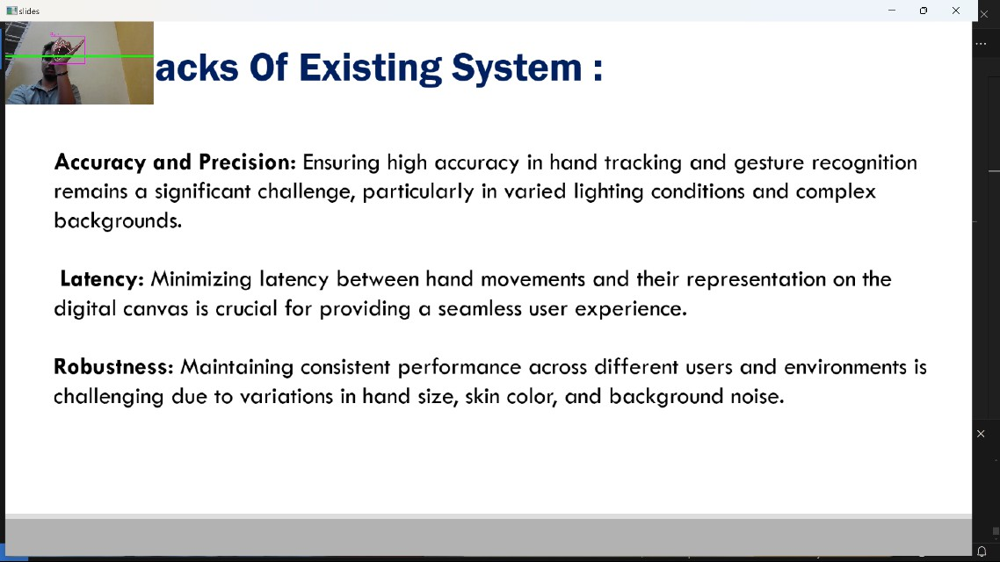 slides
acks Of Existing System :
Accuracy and Precision: Ensuring high accuracy in hand tracking and gesture recognition
remains a significant challenge, particularly in varied lighting conditions and complex
backgrounds.
Latency: Minimizing latency between hand movements and their representation on the
digital canvas is crucial for providing a seamless user experience.
Robustness: Maintaining consistent performance across different users and environments is
challenging due to variations in hand size, skin color, and background noise.